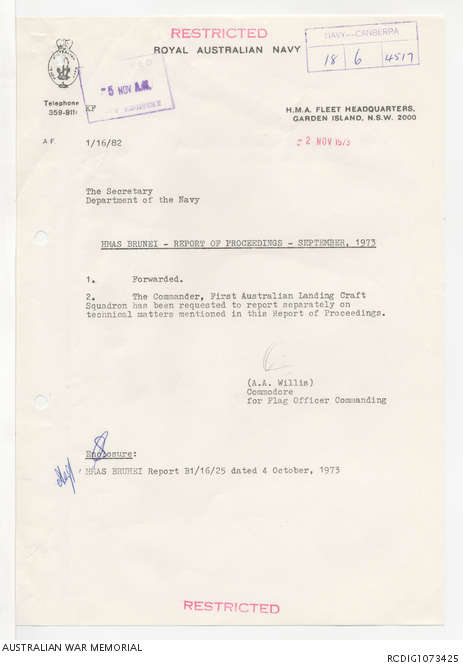 RESTRICTED
ROYAL AUSTRALIAN NAVY
NAVY—CANBERRA
18 6 4517
5 NOV A.M.
Telephone
359-9111
KF
H.M.A. FLEET HEADQUARTERS,
GARDEN ISLAND, N.S.W. 2000
AF 1/16/82
2 NOV 1973
The Secretary
Department of the Navy
HMAS BRUNEI - REPORT OF PROCEEDINGS - SEPTEMBER, 1973
1. Forwarded.
2. The Commander, First Australian Landing Craft
Squadron has been requested to report separately on
technical matters mentioned in this Report of Proceedings.
(A.A. Willis)
Commodore
for Flag Officer Commanding
Enclosure:
HMAS BRUNEI Report B1/16/25 dated 4 October, 1973
RESTRICTED
AUSTRALIAN WAR MEMORIAL
RCDIG1073425